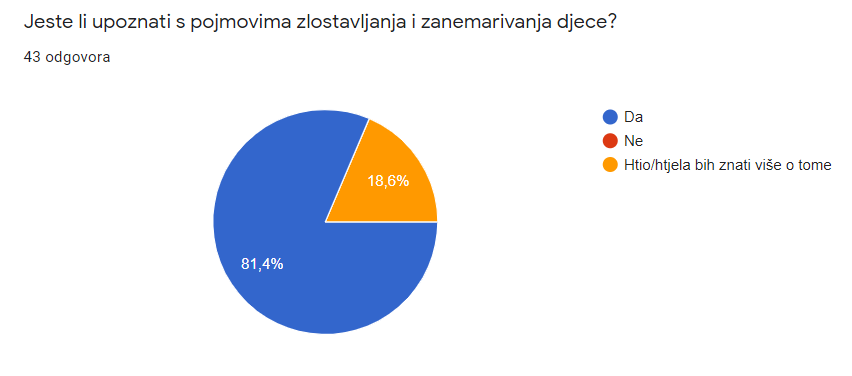 Jeste li upoznati s pojmovima zlostavljanja i zanemarivanja djece?
43 odgovora
Da
Ne
Htio/htjela bih znati više o tome
18,6%
81,4%